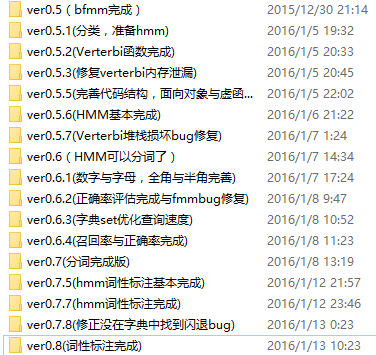 ver0.5（bfmm完成） 2015/12/30 21:14
ver0.5.1(分类，准备hmm) 2016/1/5 19:32
ver0.5.2(Verterbi函数完成) 2016/1/5 20:33
ver0.5.3(修复verterbi内存泄漏) 2016/1/5 20:45
ver0.5.5(完善代码结构，面向对象与虚函... 2016/1/5 22:02
ver0.5.6(HMM基本完成) 2016/1/6 21:22
ver0.5.7(Verterbi堆栈损坏bug修复) 2016/1/7 1:24
ver0.6（HMM可以分词了） 2016/1/7 14:34
ver0.6.1(数字与字母，全角与半角完善) 2016/1/7 17:24
ver0.6.2(正确率评估完成与fmmbug修复) 2016/1/8 9:47
ver0.6.3(字典set优化查询速度) 2016/1/8 10:52
ver0.6.4(召回率与正确率完成) 2016/1/8 11:23
ver0.7(分词完成版) 2016/1/8 13:19
ver0.7.5(hmm词性标注基本完成) 2016/1/12 21:57
ver0.7.7(hmm词性标注完成) 2016/1/12 23:46
ver0.7.8(修正没在字典中找到闪退bug) 2016/1/13 0:23
ver0.8(词性标注完成) 2016/1/13 10:23